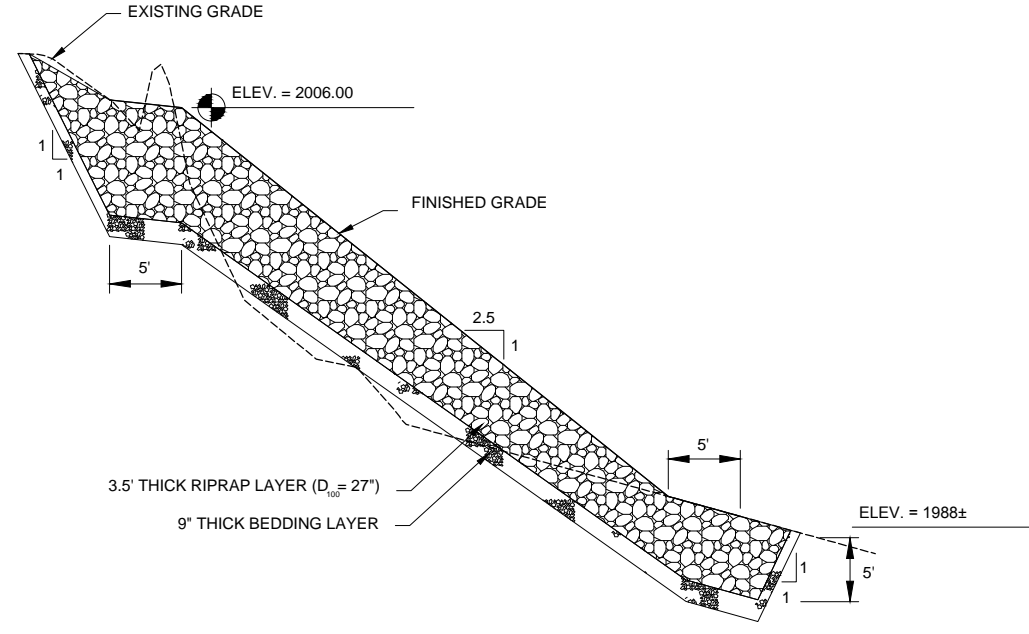 EXISTING GRADE
ELEV. = 2006.00
1
1
FINISHED GRADE
5'
2.5
1
5'
3.5' THICK RIPRAP LAYER (D₁₀₀= 27")
9" THICK BEDDING LAYER
ELEV. = 1988±
1
1
5'